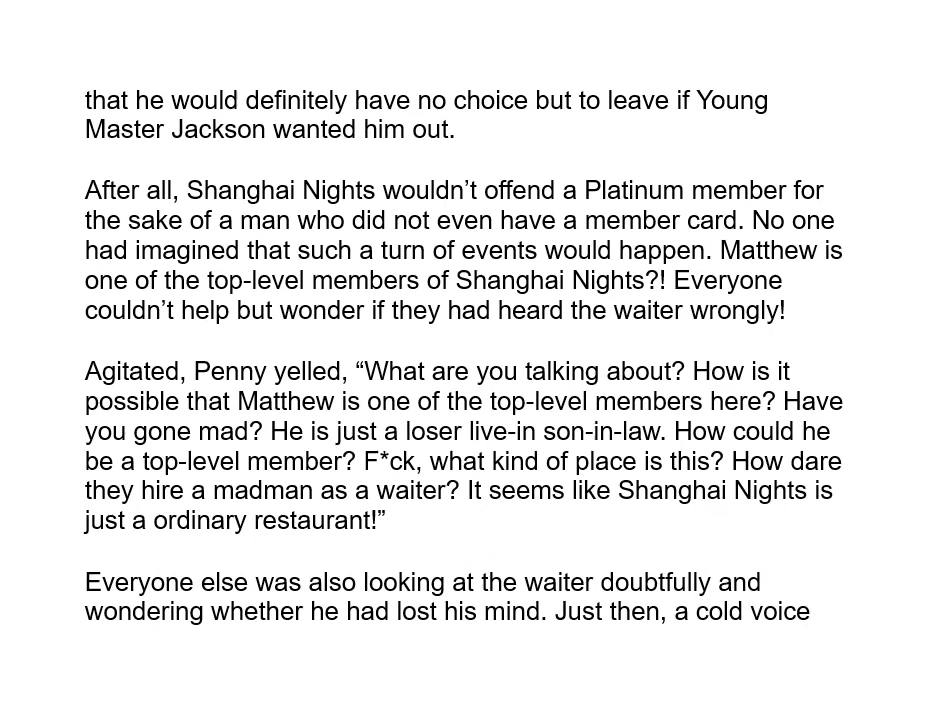 that he would definitely have no choice but to leave if Young
Master Jackson wanted him out.
After all, Shanghai Nights wouldn’t offend a Platinum member for
the sake of a man who did not even have a member card. No one
had imagined that such a turn of events would happen. Matthew is
one of the top-level members of Shanghai Nights?! Everyone
couldn’t help but wonder if they had heard the waiter wrongly!
Agitated, Penny yelled, “What are you talking about? How is it
possible that Matthew is one of the top-level members here? Have
you gone mad? He is just a loser live-in son-in-law. How could he
be a top-level member? F*ck, what kind of place is this? How dare
they hire a madman as a waiter? It seems like Shanghai Nights is
just a ordinary restaurant!”
Everyone else was also looking at the waiter doubtfully and
wondering whether he had lost his mind. Just then, a cold voice